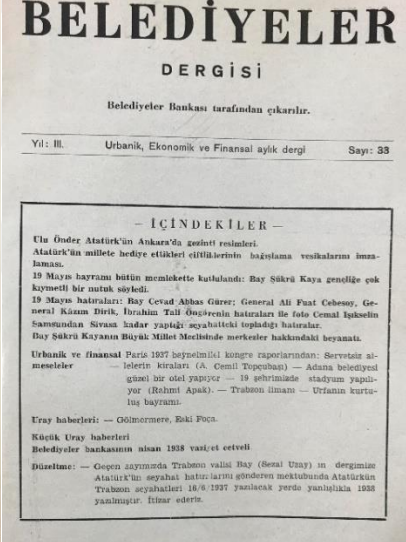 BELEDİYELER
DERGİSİ
Belediyeler Bankası tarafından çıkarılır.
Yıl: III. Urbanik, Ekonomik ve Finansal aylık dergi Sayı: 33
— İÇİNDEKİLER —
Ulu Önder Atatürk'ün Ankara'da gezinti resimleri.
Atatürk'ün millete hediye ettikleri çiftliklerinin bağışlama vesikalarını imza-
laması.
19 Mayıs bayramı bütün memlekette kutlulandı: Bay Şükrü Kaya gençliğe çok
kıymetli bir nutuk söyledi.
19 Mayıs hatıraları: Bay Cevad Abbas Gürer; General Ali Fuat Cebesoy, Ge-
neral Kâzım Dirik, İbrahim Tali Öngörenin hatıraları ile foto Cemal Işıkselin
Samsundan Sivasa kadar yaptığı seyahatteki topladığı hatıralar.
Bay Şükrü Kayanın Büyük Millet Meclisinde merkezler hakkındaki beyanatı.
Urbanik ve finansal Paris 1937 beynelmilel kongre raporlarından: Servetsiz ai-
meseleler — lelerin kiraları (A. Cemil Topçubaşı) — Adana belediyesi
güzel bir otel yapıyor — 19 şehrimizde stadyum yapılı-
yor (Rahmi Apak). — Trabzon ilmanı — Urfanın kurtu-
luş bayramı.
Uray haberleri: — Gölmermere, Eski Foça.
Küçük Uray haberleri
Belediyeler bankasının nisan 1938 vaziyet cetveli
Düzeltme: — Geçen sayımızda Trabzon valisi Bay (Sezal Uzay) ın dergimize
Atatürk'ün seyahat hatıralarını gönderen mektubunda Atatürkün
Trabzon seyahatleri 16/6/1937 yazılacak yerde yanlışlıkla 1938
yazılmıştır. İtizar ederiz.